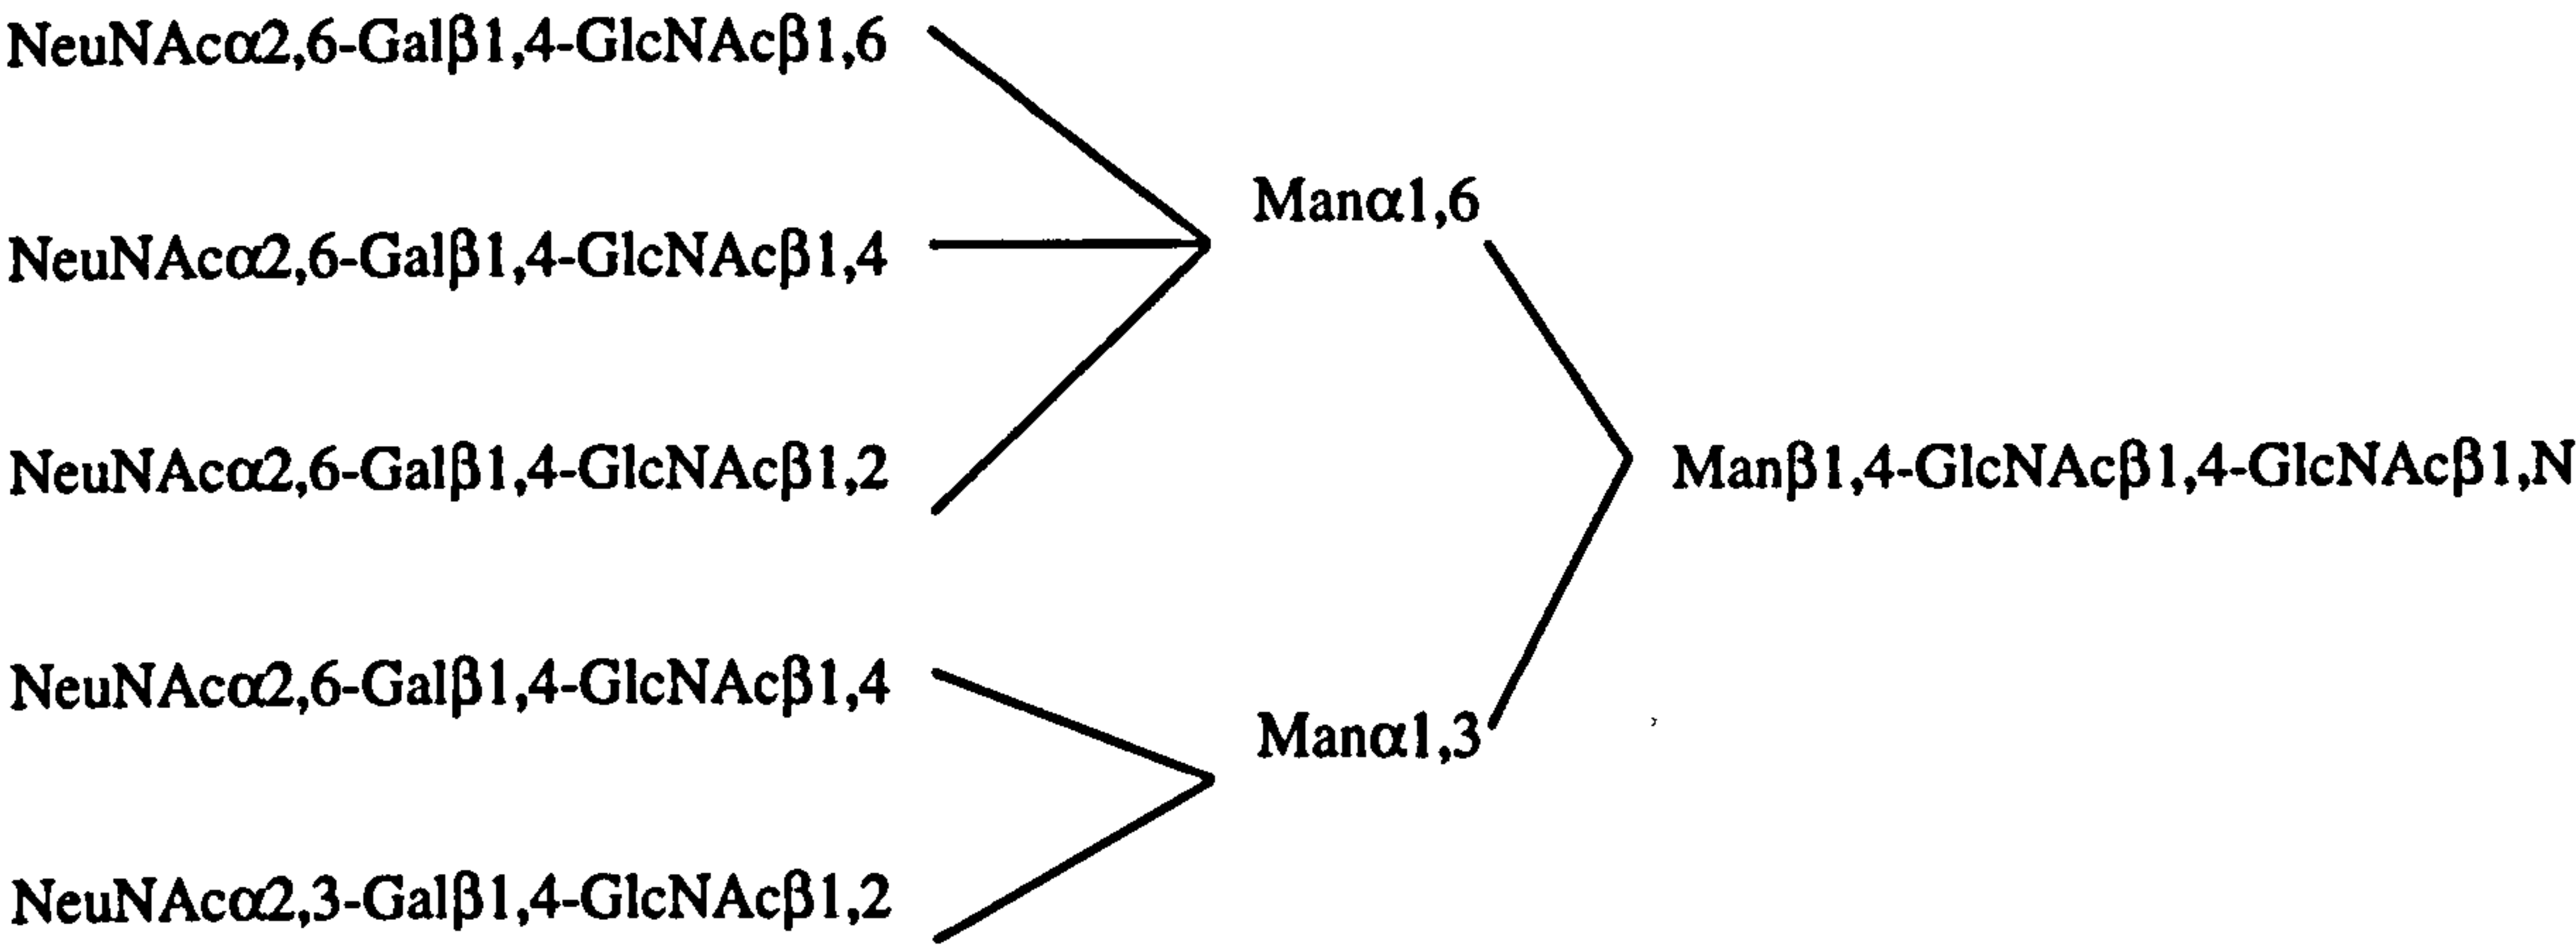 NeuNAcα2,6-Galβ1,4-GlcNAcβ1,6
Manα1,6
NeuNAcα2,6-Galβ1,4-GlcNAcβ1,4
NeuNAcα2,6-Galβ1,4-GlcNAcβ1,2
Manβ1,4-GlcNAcβ1,4-GlcNAcβ1,N
NeuNAcα2,6-Galβ1,4-GlcNAcβ1,4
Manα1,3
NeuNAcα2,3-Galβ1,4-GlcNAcβ1,2